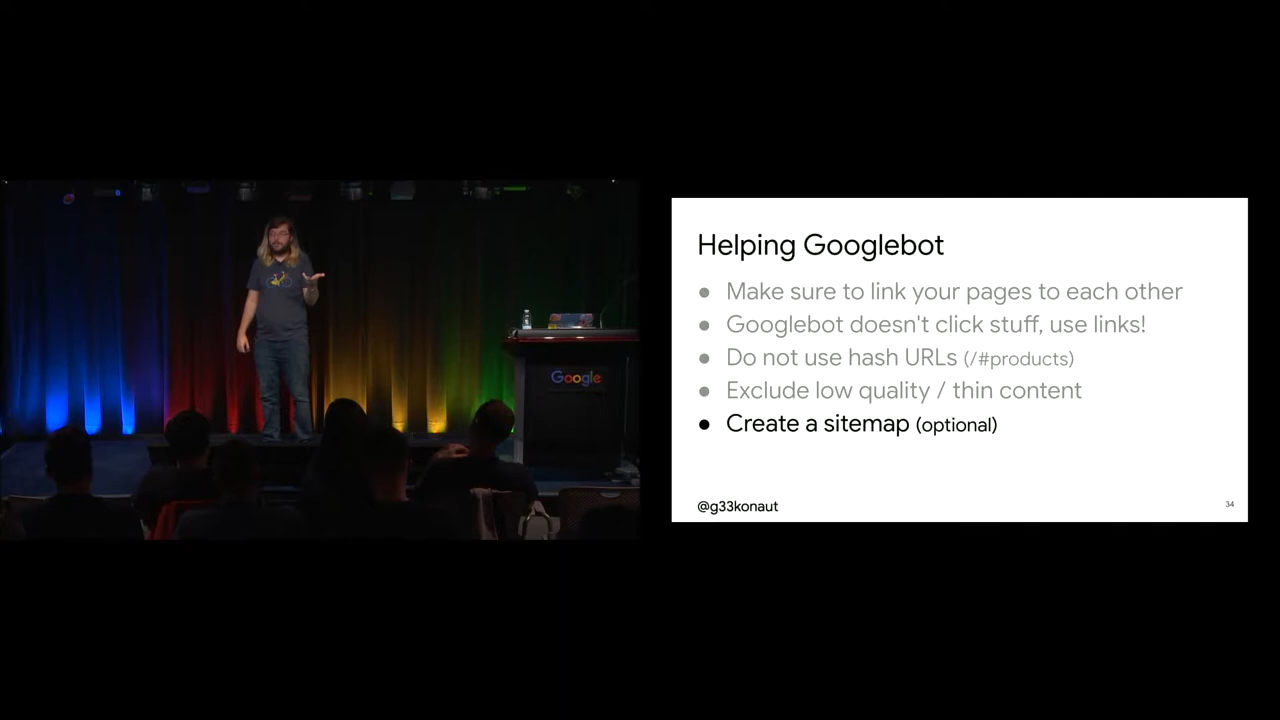 Google
Helping Googlebot
● Make sure to link your pages to each other
● Googlebot doesn't click stuff, use links!
● Do not use hash URLs (/#products)
● Exclude low quality / thin content
● Create a sitemap (optional)
@g33konaut
34